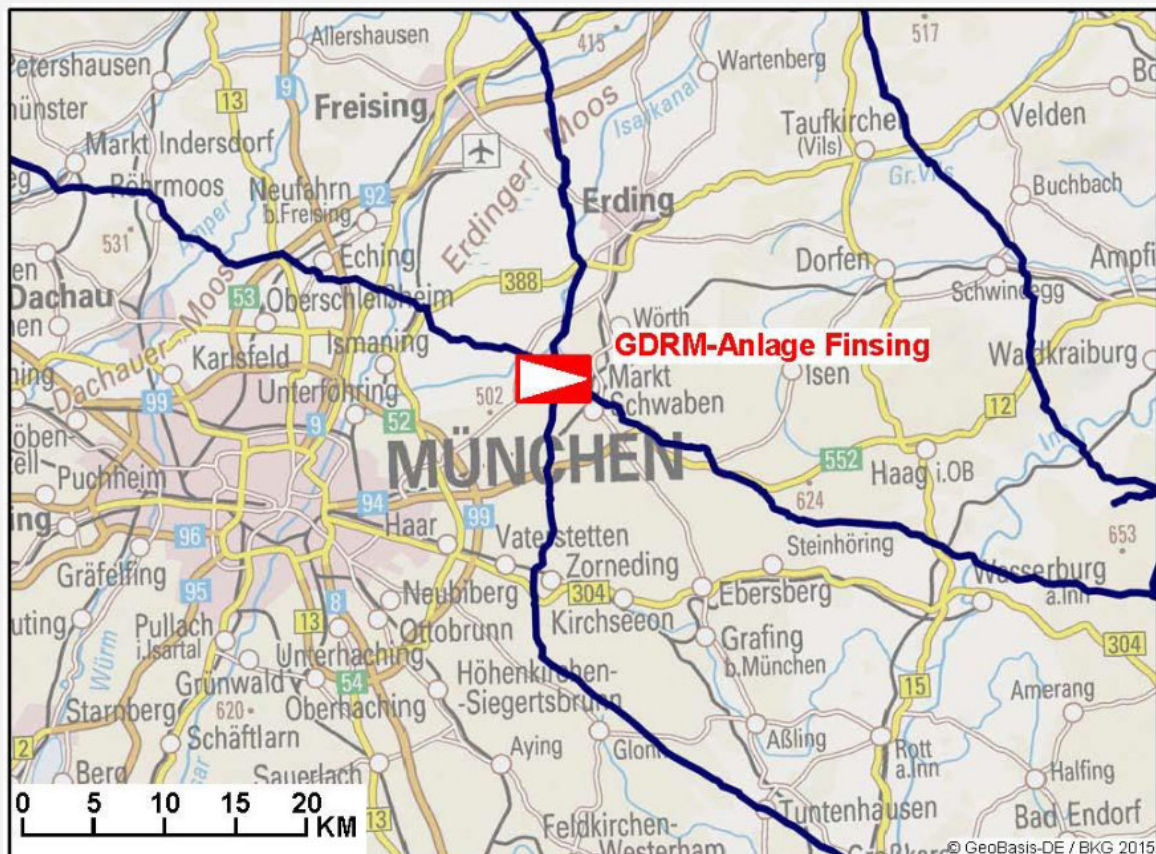 Allershausen
415
517
Petershausen
Wartenberg
9
13
Freising
Isarkanal
Velden
Taufkircher
(Vils)
Markt Indersdorf
Moos
Gr. Vils
Röhrmoos
Neufahrn
b.Freising
92
Erding
Buchbach
Amper
531
Erdinger
Eching
388
Dorfen
Ampfi
Dachau
53
Oberschleißheim
Schwindegg
Wörth
Dachauer Moos
Karlsfeld
Ismaning
GDRM-Anlage Finsing
Waldkraiburg
99
Unterföhring
502
Markt
Schwaben
Isen
9
52
12
MÜNCHEN
552
Inn
Puchheim
94
624
Haag i.OB
ing
96
Haar
99
653
Vaterstetten
Steinhöring
Gräfelfing
Zorneding
Wasserburg
a.Inn
95
8
Neubiberg
304
Ebersberg
Kirchseeon
Pullach
i.Isartal
13
Ottobrunn
Grafing
b.München
304
Würm
Unterhaching
Höhenkirchen-
-Siegertsbrunn
Grünwald
54
15
Amerang
Starnberg
620
Oberhaching
2
Schäftlarn
Aying
Glonn
Aßling
Rott
a.Inn
Berg
Sauerlach
Halfing
0 5 10 15 20
KM
13
Tuntenhausen
Bad Endorf
Feldkirchen-
Westerham
© GeoBasis-DE / BKG 2015